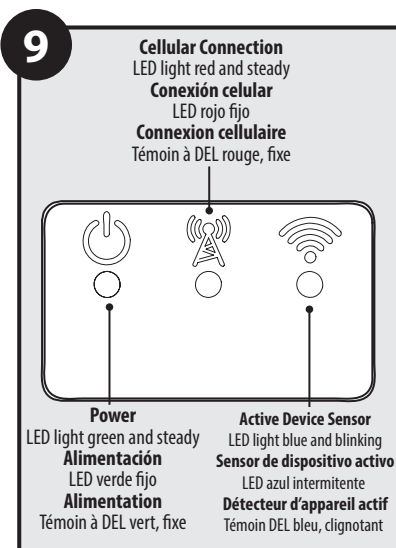 9
Cellular Connection
LED light red and steady
Conexión celular
LED rojo fijo
Connexion cellulaire
Témoin à DEL rouge, fixe
Power
LED light green and steady
Alimentación
LED verde fijo
Alimentation
Témoin à DEL vert, fixe
Active Device Sensor
LED light blue and blinking
Sensor de dispositivo activo
LED azul intermitente
Détecteur d'appareil actif
Témoin DEL bleu, clignotant